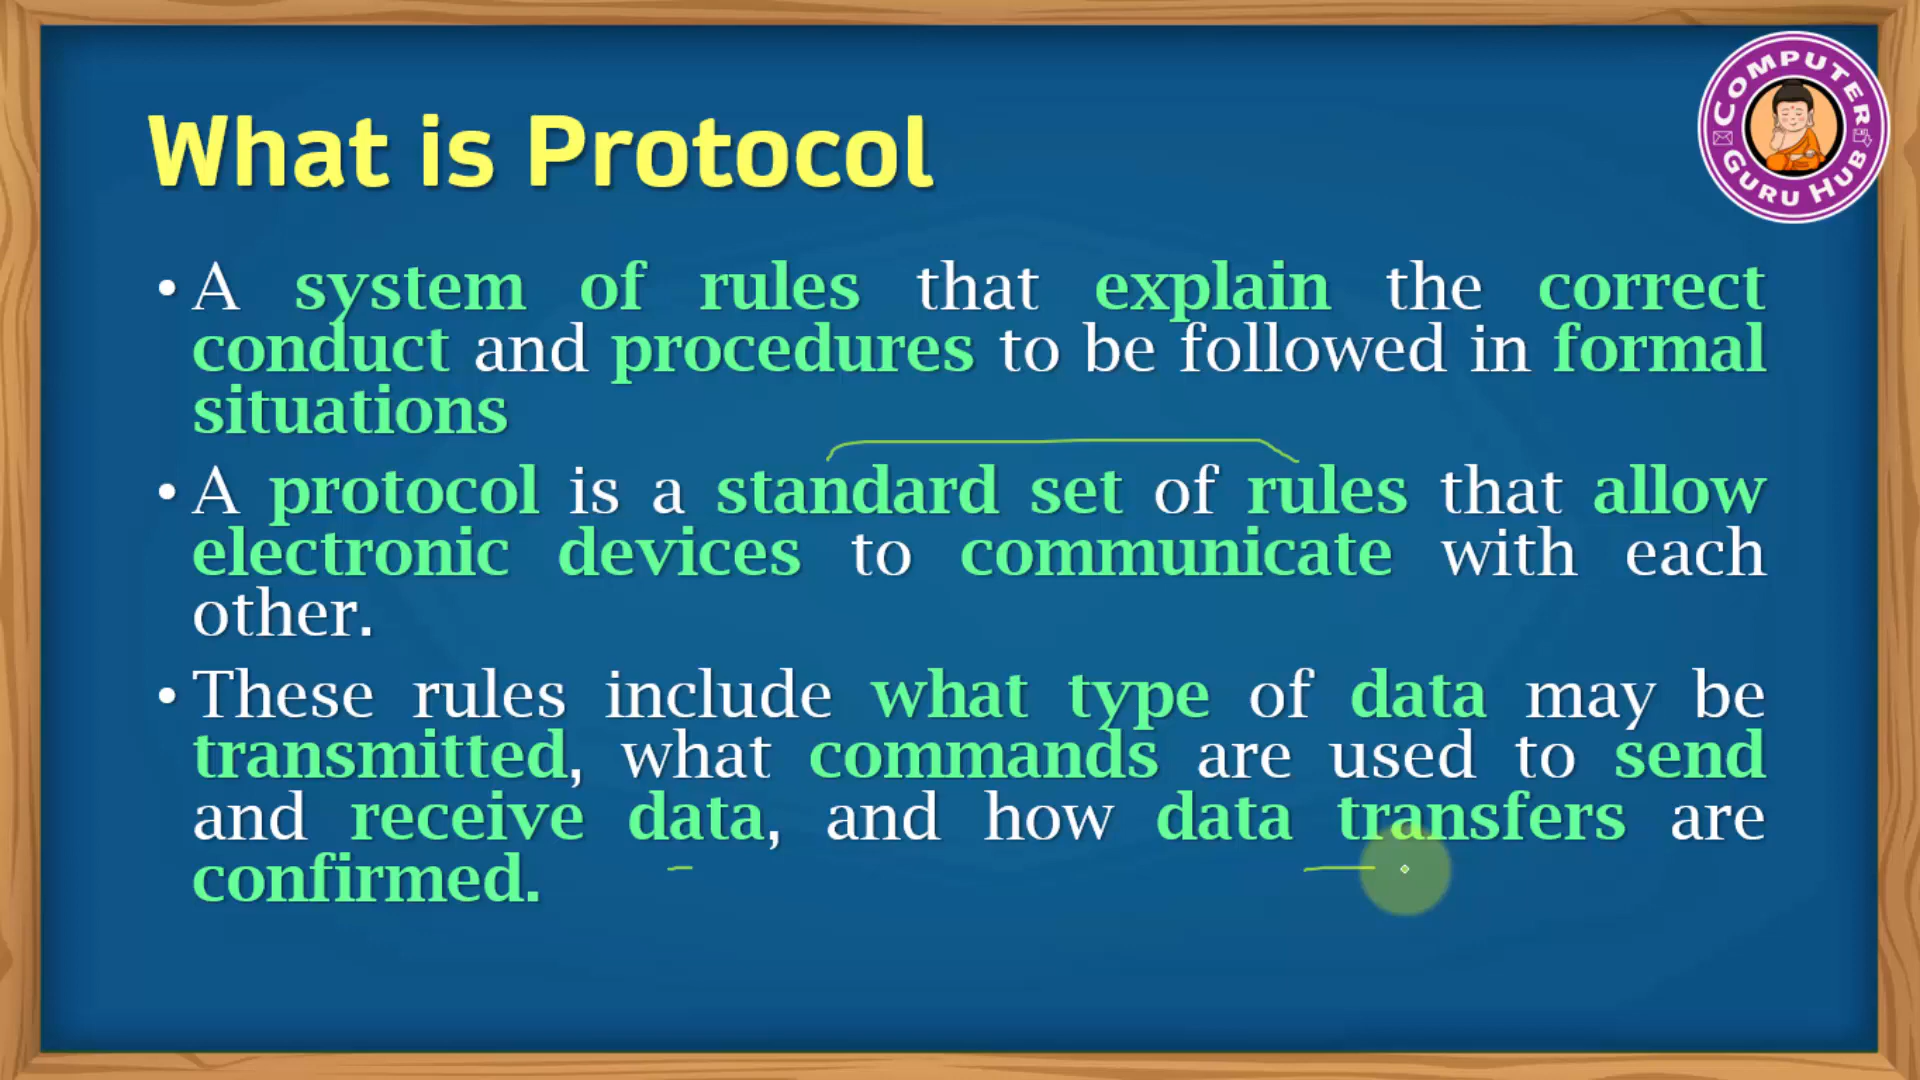 What is Protocol
COMPUTER
GURU HUB
• A system of rules that explain the correct
conduct and procedures to be followed in formal
situations
• A protocol is a standard set of rules that allow
electronic devices to communicate with each
other.
• These rules include what type of data may be
transmitted, what commands are used to send
and receive data, and how data transfers are
confirmed.